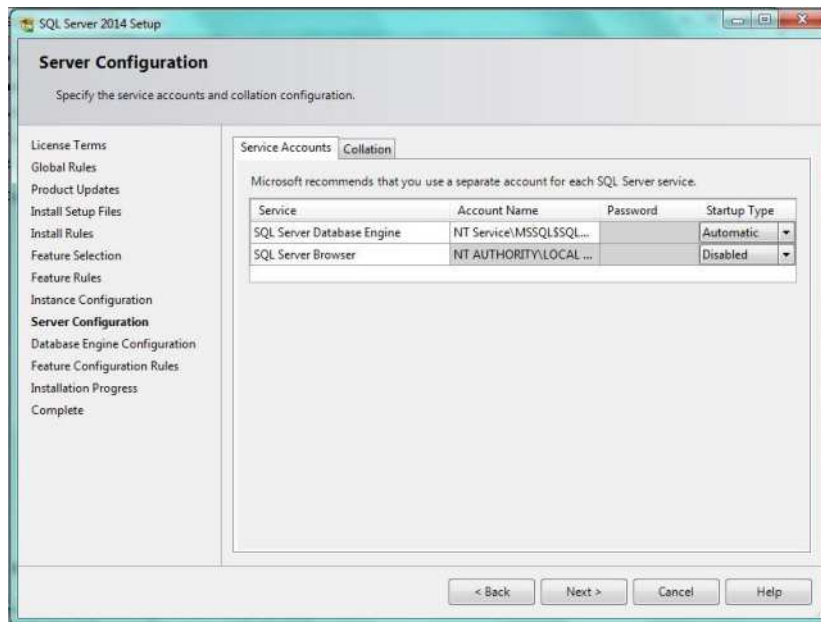 SQL Server 2014 Setup
Server Configuration
Specify the service accounts and collation configuration.
License Terms
Global Rules
Product Updates
Install Setup Files
Install Rules
Feature Selection
Feature Rules
Instance Configuration
Server Configuration
Database Engine Configuration
Feature Configuration Rules
Installation Progress
Complete
Service Accounts Collation
Microsoft recommends that you use a separate account for each SQL Server service.
Service Account Name Password Startup Type
SQL Server Database Engine NT Service\MSSQL$SQL... Automatic
SQL Server Browser NT AUTHORITY\LOCAL ... Disabled
< Back Next > Cancel Help